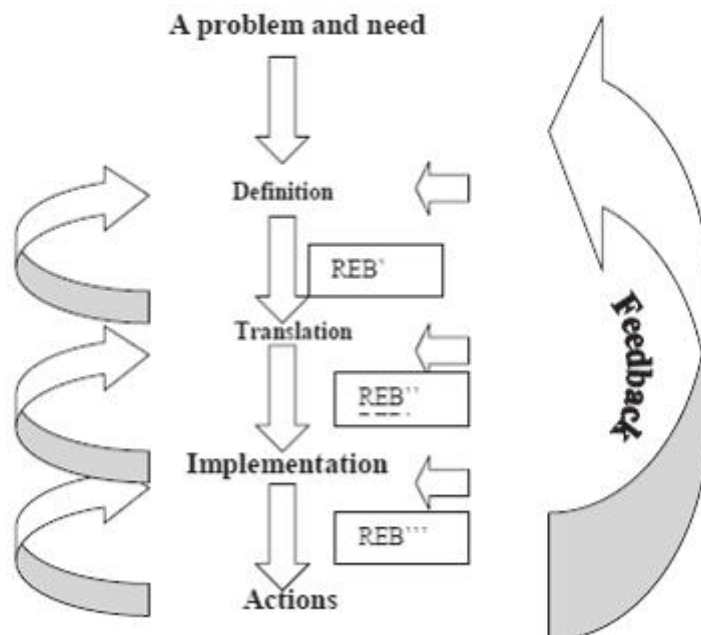 A problem and need
Definition
REB`
Translation
REB``
Implementation
REB```
Actions
Feedback